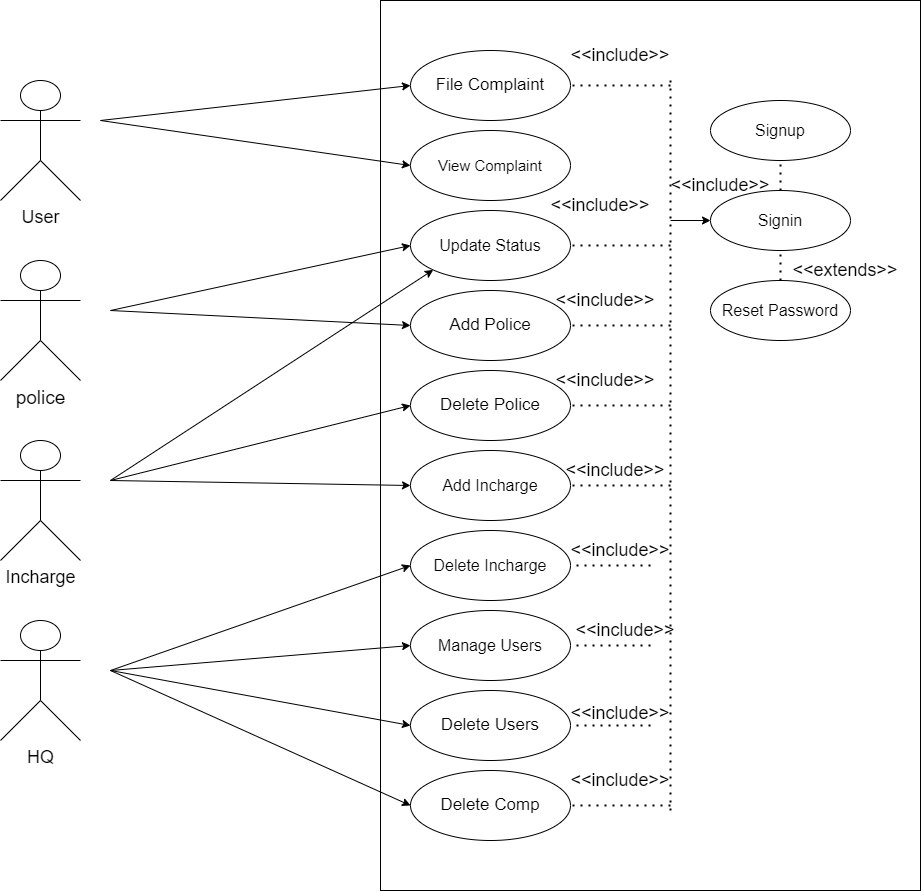 <<include>>
File Complaint
Signup
View Complaint
<<include>>
User
<<include>>
Signin
Update Status
<<extends>>
<<include>>
Reset Password
Add Police
<<include>>
police
Delete Police
<<include>>
Add Incharge
<<include>>
Delete Incharge
Incharge
<<include>>
Manage Users
<<include>>
Delete Users
HQ
<<include>>
Delete Comp